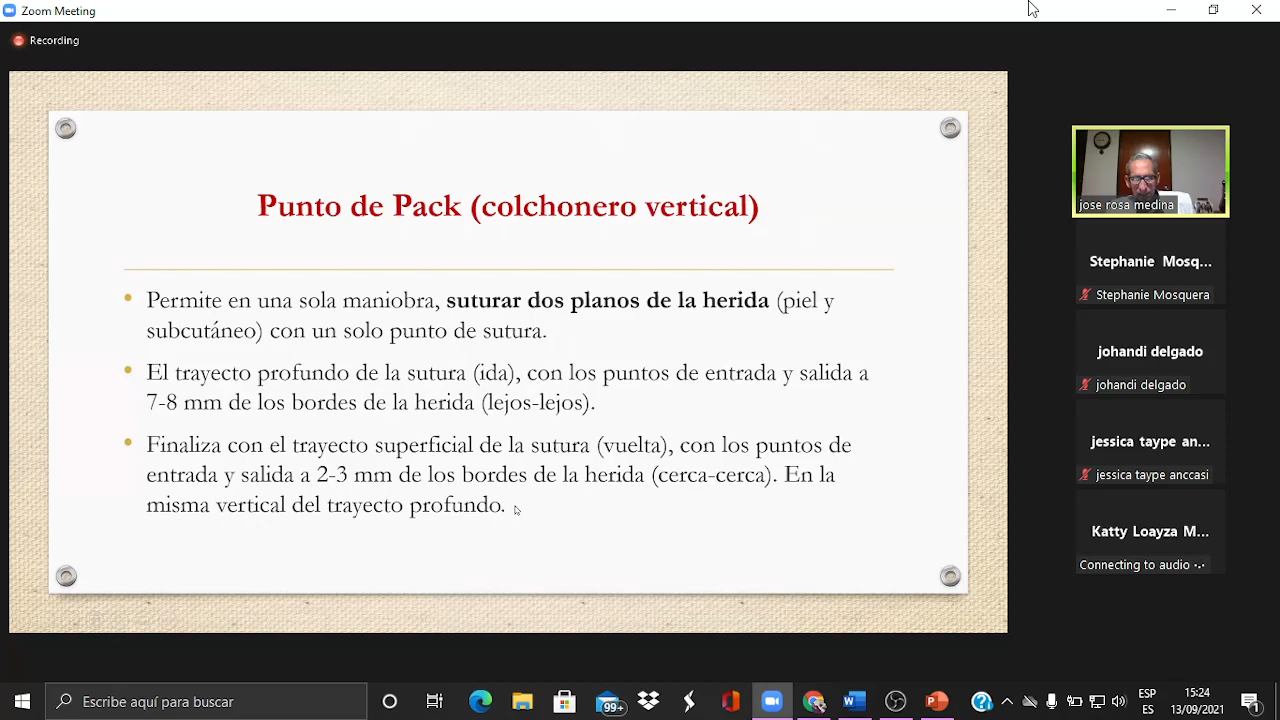 Zoom Meeting
Recording
Punto de Pack (colchonero vertical)
Permite en una sola maniobra, suturar dos planos de la herida (piel y
subcutáneo) con un solo punto de sutura.
El trayecto profundo de la sutura (ida), con los puntos de entrada y salida a
7-8 mm de los bordes de la herida (lejos-lejos).
Finaliza con el trayecto superficial de la sutura (vuelta), con los puntos de
entrada y salida a 2-3 mm de los bordes de la herida (cerca-cerca). En la
misma vertical del trayecto profundo.
jose rosa medina
Stephanie Mosq...
Stephanie Mosquera
johandi delgado
johandi delgado
jessica taype an...
jessica taype anccasi
Katty Loayza M...
Connecting to audio
Escribe aquí para buscar
99+
ESP
ES
15:24
13/09/2021
1